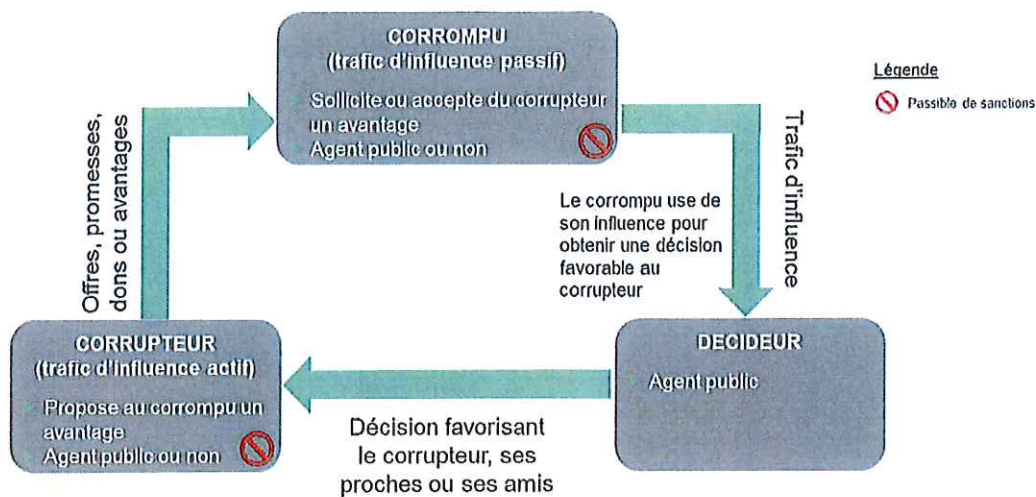 CORROMPU
(trafic d'influence passif)
Sollicite ou accepte du corrupteur
un avantage
Agent public ou non
Légende
Passible de sanctions
Offres, promesses,
dons ou avantages
Trafic
d'influence
Le corrompu use de
son influence pour
obtenir une décision
favorable au
corrupteur
CORRUPTEUR
(trafic d'influence actif)
Propose au corrompu un
avantage
Agent public ou non
DECIDEUR
Agent public
Décision favorisant
le corrupteur, ses
proches ou ses amis